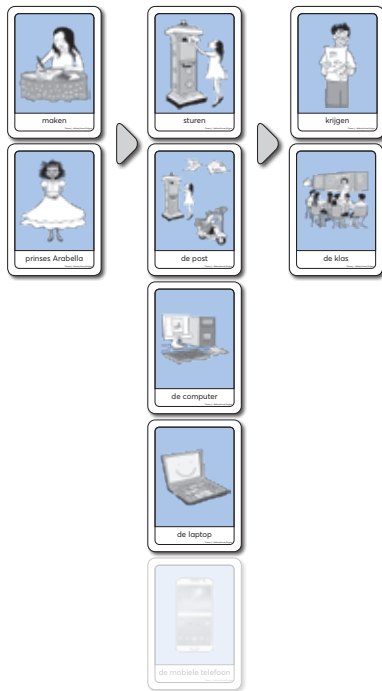 maken
sturen
krijgen
prinses Arabella
de post
de klas
de computer
de laptop
de mobiele telefoon